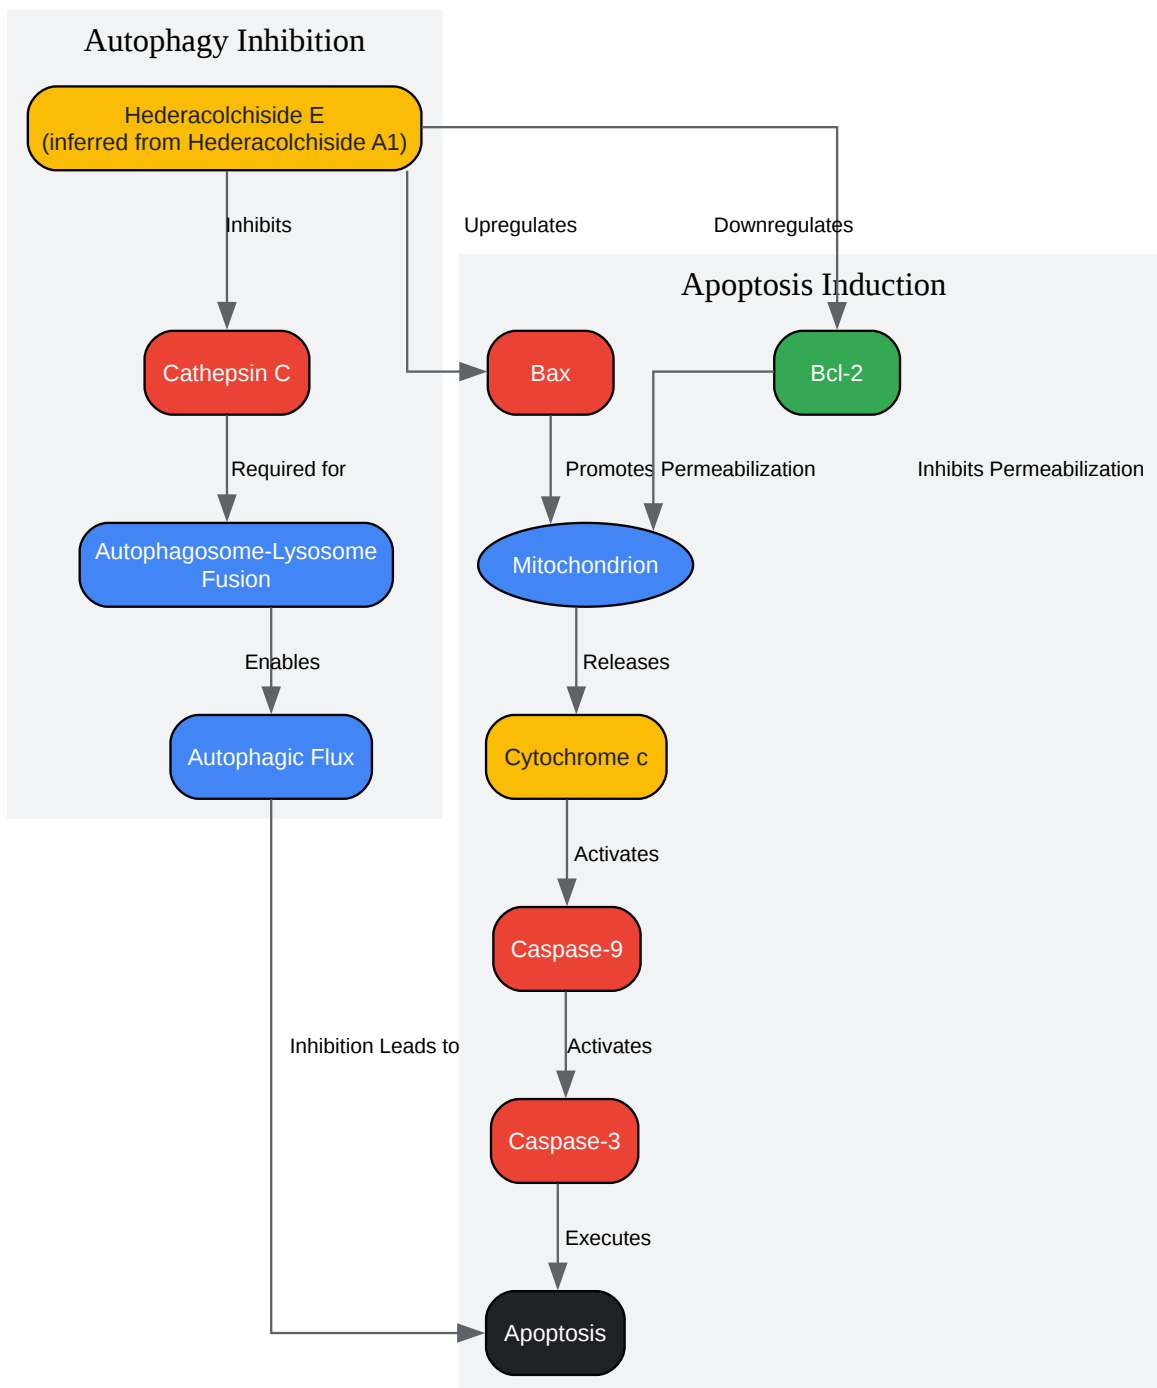 Autophagy Inhibition
Hederacolchiside E
(inferred from Hederacolchiside A1)
Inhibits
Upregulates
Downregulates
Apoptosis Induction
Cathepsin C
Bax
Bcl-2
Required for
Promotes Permeabilization
Inhibits Permeabilization
Autophagosome-Lysosome
Fusion
Mitochondrion
Enables
Releases
Autophagic Flux
Cytochrome c
Activates
Caspase-9
Inhibition Leads to
Activates
Caspase-3
Executes
Apoptosis